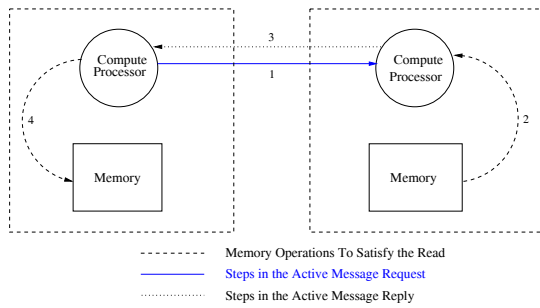 3
Compute
Processor
Compute
Processor
1
4
2
Memory
Memory
Memory Operations To Satisfy the Read
Steps in the Active Message Request
Steps in the Active Message Reply